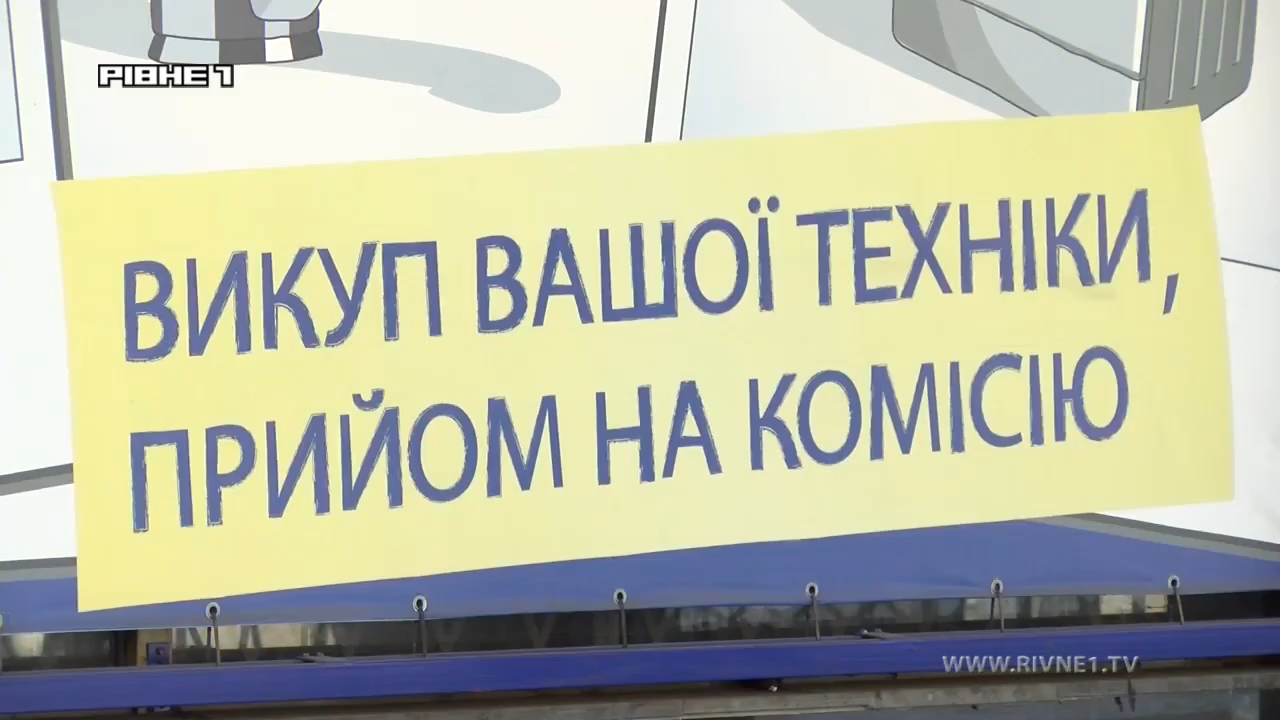 РІВНЕ 1
ВИКУП ВАШОЇ ТЕХНІКИ,
ПРИЙОМ НА КОМІСІЮ
WWW.RIVNE1.TV